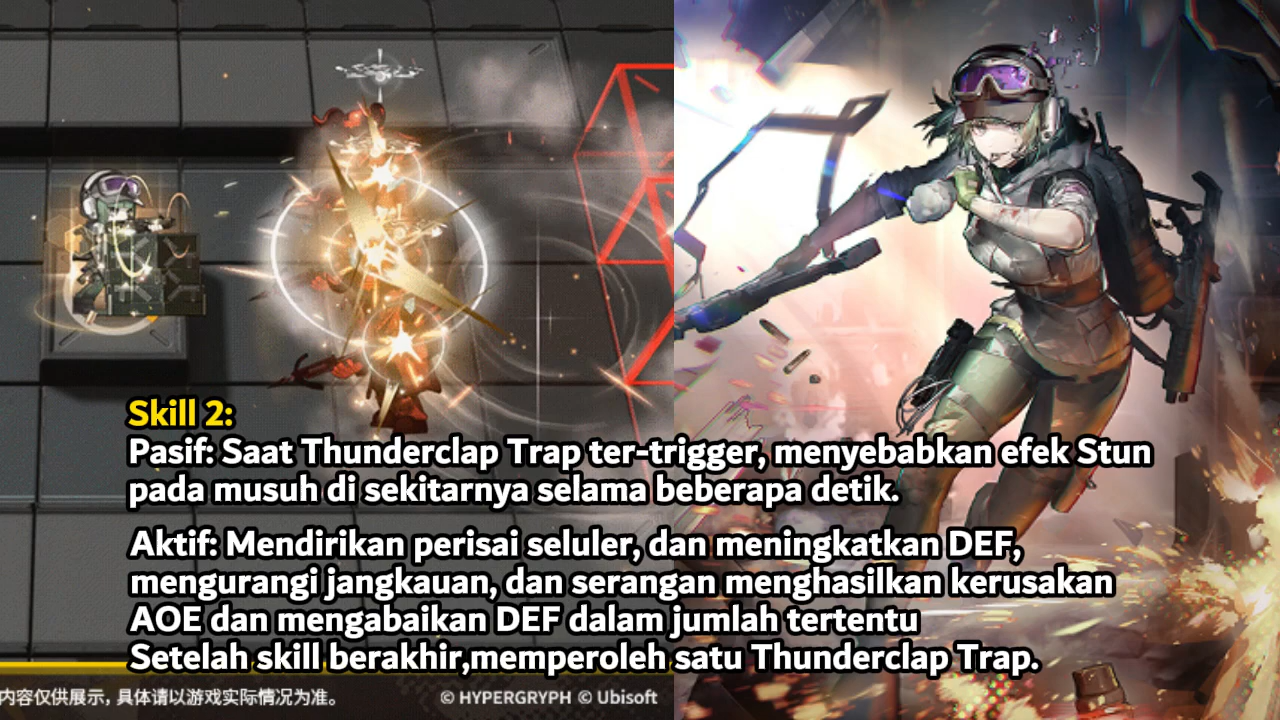 Skill 2:
Pasif: Saat Thunderclap Trap ter-trigger, menyebabkan efek Stun
pada musuh di sekitarnya selama beberapa detik.
Aktif: Mendirikan perisai seluler, dan meningkatkan DEF,
mengurangi jangkauan, dan serangan menghasilkan kerusakan
AOE dan mengabaikan DEF dalam jumlah tertentu
Setelah skill berakhir,memperoleh satu Thunderclap Trap.
内容仅供展示，具体请以游戏实际情况为准。
© HYPERGRYPH © Ubisoft